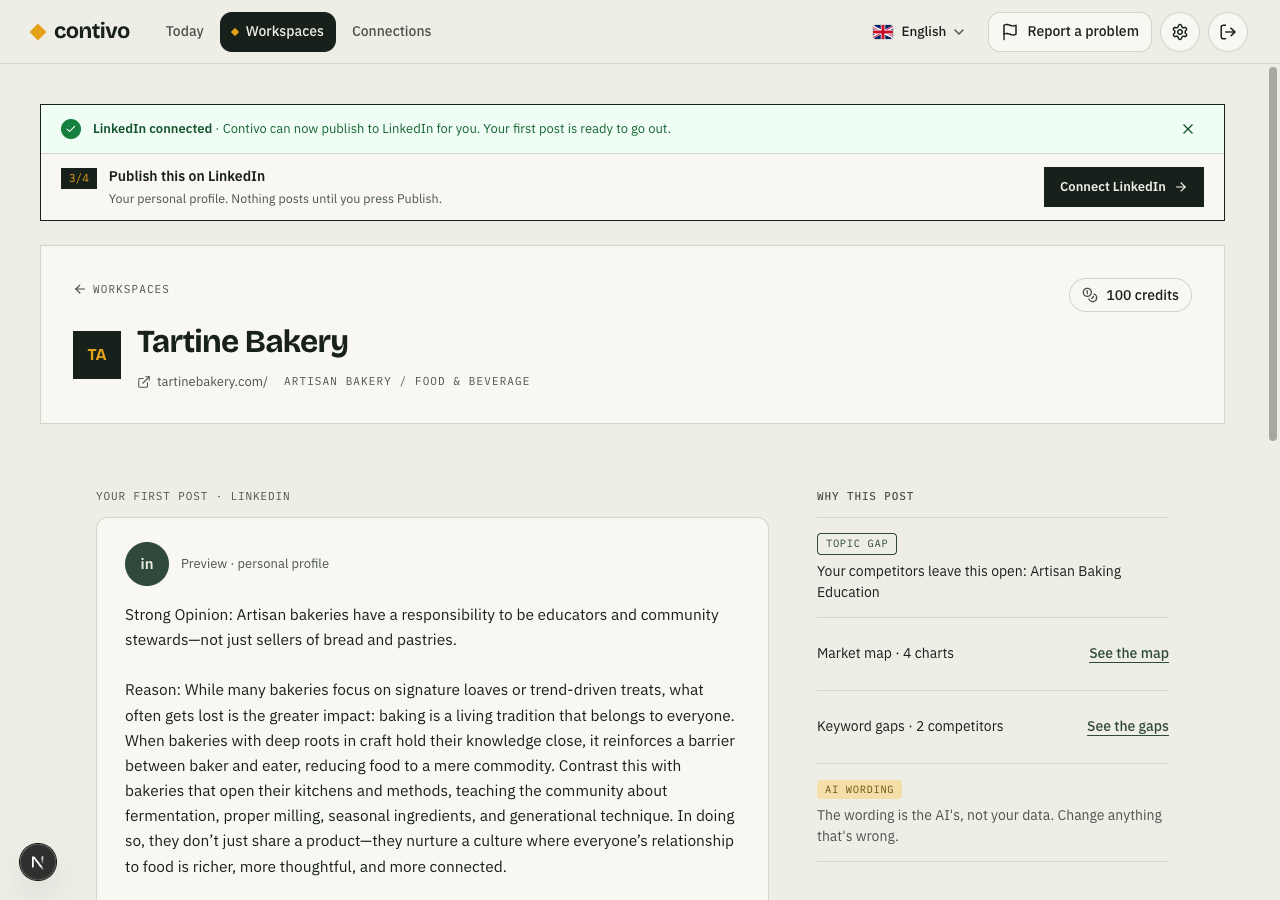 contivo
Today
Workspaces
Connections
English
Report a problem
LinkedIn connected · Contivo can now publish to LinkedIn for you. Your first post is ready to go out.
3/4
Publish this on LinkedIn
Your personal profile. Nothing posts until you press Publish.
Connect LinkedIn
WORKSPACES
100 credits
TA
Tartine Bakery
tartinebakery.com/
ARTISAN BAKERY / FOOD & BEVERAGE
YOUR FIRST POST · LINKEDIN
in
Preview · personal profile
Strong Opinion: Artisan bakeries have a responsibility to be educators and community
stewards—not just sellers of bread and pastries.
Reason: While many bakeries focus on signature loaves or trend-driven treats, what
often gets lost is the greater impact: baking is a living tradition that belongs to everyone.
When bakeries with deep roots in craft hold their knowledge close, it reinforces a barrier
between baker and eater, reducing food to a mere commodity. Contrast this with
bakeries that open their kitchens and methods, teaching the community about
fermentation, proper milling, seasonal ingredients, and generational technique. In doing
so, they don’t just share a product—they nurture a culture where everyone’s relationship
to food is richer, more thoughtful, and more connected.
WHY THIS POST
TOPIC GAP
Your competitors leave this open: Artisan Baking
Education
Market map · 4 charts
See the map
Keyword gaps · 2 competitors
See the gaps
AI WORDING
The wording is the AI's, not your data. Change anything
that's wrong.
N